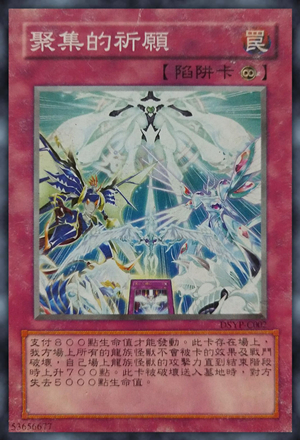 聚集的祈願
罠
【陷阱卡∞】
DSYP-C002
支付800點生命值才能發動。此卡存在場上,
我方場上所有的龍族怪獸不會被卡的效果及戰鬥
破壞,自己場上龍族怪獸的攻擊力直到結束階段
時上升700點。此卡被破壞送入墓地時,對方
失去5000點生命值。
53656677